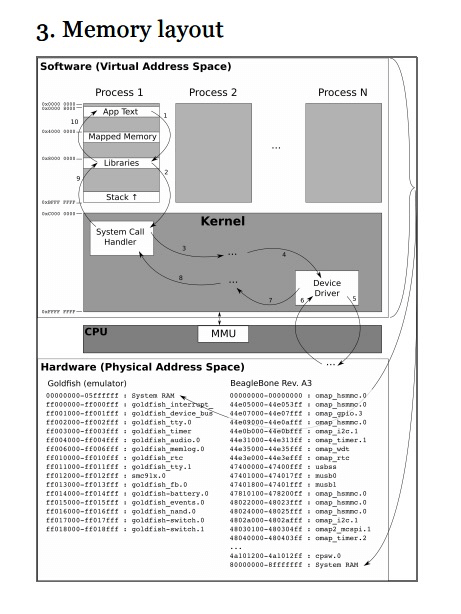 3. Memory layout
Software (Virtual Address Space)
Process 1
Process 2
Process N
0x0000 0000
0x0000 8000
App Text
1
10
0x4000 0000
Mapped Memory
...
0x8000 0000
Libraries
9
2
Stack ↑
0xBFFF FFFF
0xC000 0000
Kernel
System Call
Handler
3
...
4
8
...
7
Device
Driver
6
5
0xFFFF FFFF
CPU
MMU
...
Hardware (Physical Address Space)
Goldfish (emulator)
00000000-05ffffff : System RAM
ff000000-ff000fff : goldfish_interrupt_
ff001000-ff001fff : goldfish_device_bus
ff002000-ff002fff : goldfish_tty.0
ff003000-ff003fff : goldfish_timer
ff004000-ff004fff : goldfish_audio.0
ff006000-ff006fff : goldfish_memlog.0
ff010000-ff010fff : goldfish_rtc
ff011000-ff011fff : goldfish_tty.1
ff012000-ff012fff : smc91x.0
ff013000-ff013fff : goldfish_fb.0
ff014000-ff014fff : goldfish-battery.0
ff015000-ff015fff : goldfish_events.0
ff016000-ff016fff : goldfish_nand.0
ff017000-ff017fff : goldfish-switch.0
ff018000-ff018fff : goldfish-switch.1
BeagleBone Rev. A3
00000000-00000000 : omap_hsmmc.0
44e05000-44e053ff : omap_hsmmc.0
44e07000-44e07fff : omap_gpio.3
44e09000-44e0afff : omap_hsmmc.0
44e0b000-44e0bfff : omap_i2c.1
44e31000-44e313ff : omap_timer.1
44e35000-44e35fff : omap_wdt
44e3e000-44e3efff : omap_rtc
47400000-47400fff : usbss
47401000-474017ff : musb0
47401800-47401fff : musb1
47810100-478200ff : omap_hsmmc.0
48022000-48023fff : omap_hsmmc.0
48024000-48024fff : omap_hsmmc.0
4802a000-4802afff : omap_i2c.1
48030100-480304ff : omap2_mcspi.1
48040000-480403ff : omap_timer.2
...
4a101200-4a1012ff : cpsw.0
80000000-8fffffff : System RAM